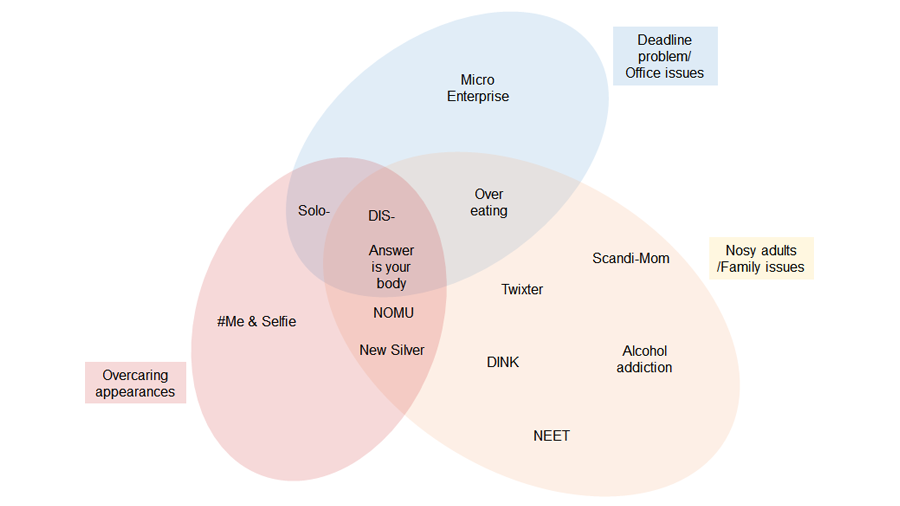 Deadline
problem/
Office issues
Micro
Enterprise
Over
eating
Solo-
DIS-
Answer
is your
body
Scandi-Mom
Nosy adults
/Family issues
Twixter
NOMU
#Me & Selfie
New Silver
DINK
Alcohol
addiction
Overcaring
appearances
NEET